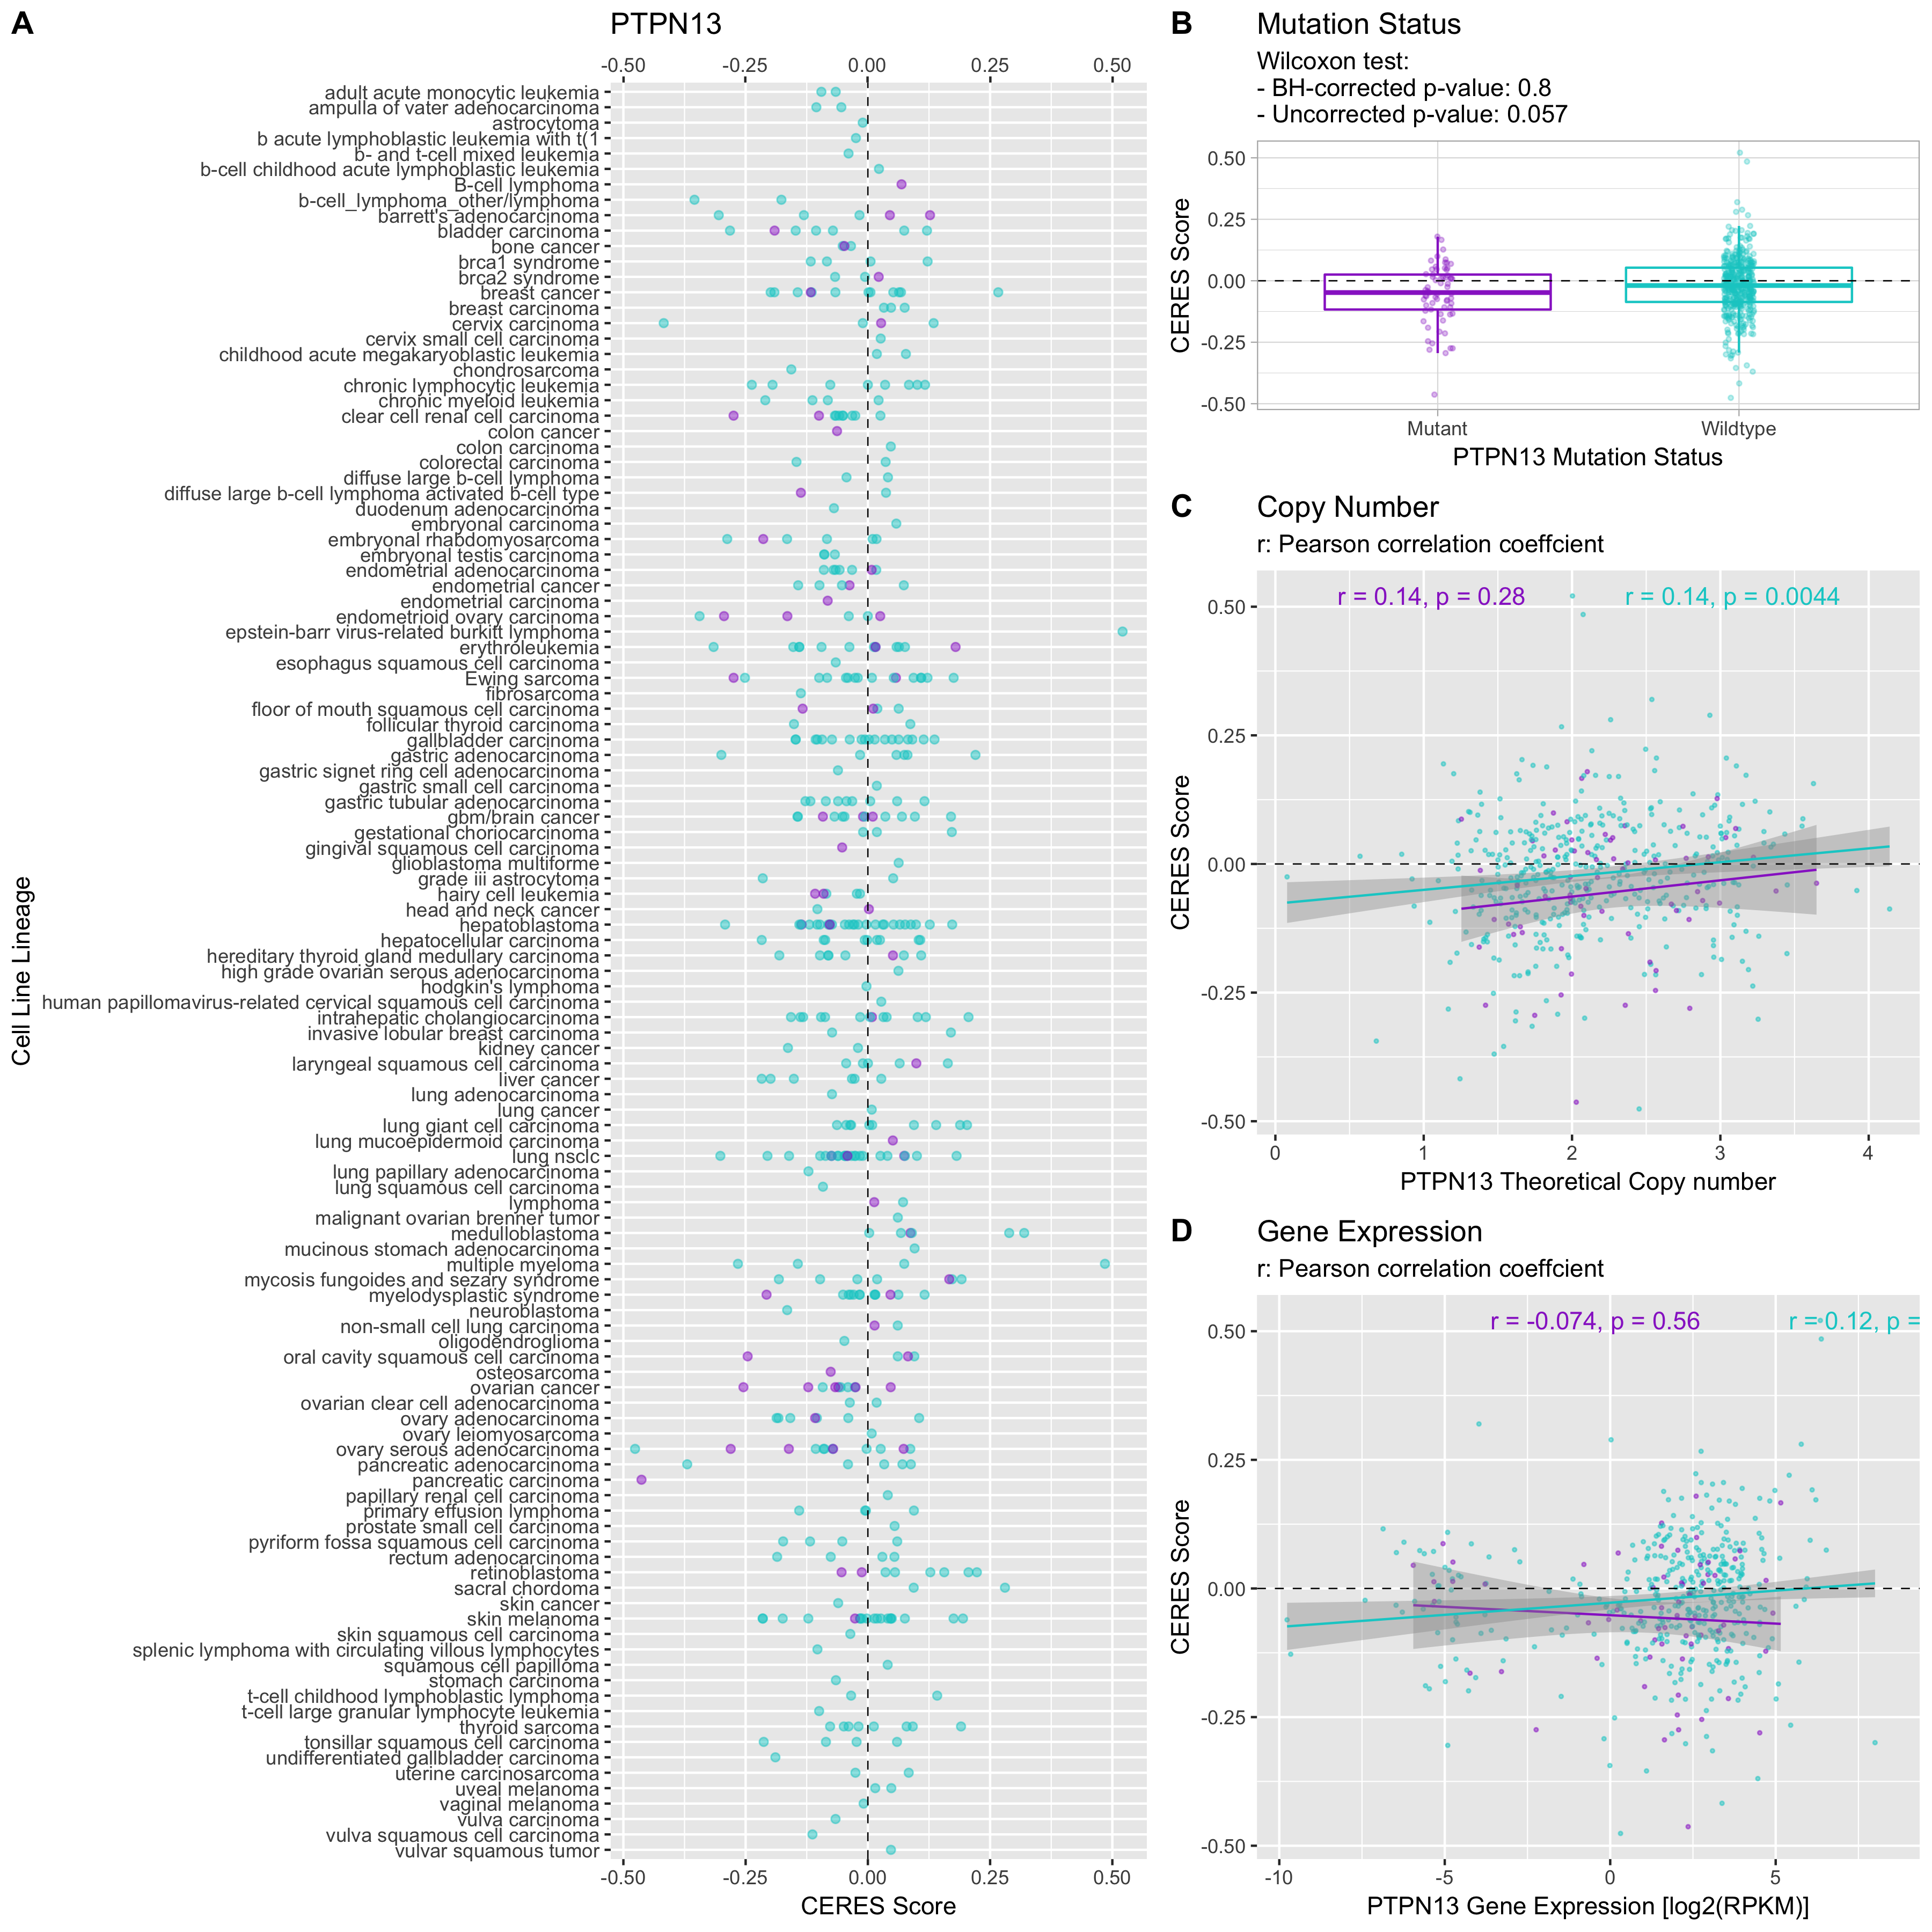 A
PTPN13
-0.50 -0.25 0.00 0.25 0.50
adult acute monocytic leukemia
ampulla of vater adenocarcinoma
astrocytoma
b acute lymphoblastic leukemia with t(1
b- and t-cell mixed leukemia
b-cell childhood acute lymphoblastic leukemia
B-cell lymphoma
b-cell_lymphoma_other/lymphoma
barrett's adenocarcinoma
bladder carcinoma
bone cancer
brca1 syndrome
brca2 syndrome
breast cancer
breast carcinoma
cervix carcinoma
cervix small cell carcinoma
childhood acute megakaryoblastic leukemia
chondrosarcoma
chronic lymphocytic leukemia
chronic myeloid leukemia
clear cell renal cell carcinoma
colon cancer
colon carcinoma
colorectal carcinoma
diffuse large b-cell lymphoma
diffuse large b-cell lymphoma activated b-cell type
duodenum adenocarcinoma
embryonal carcinoma
embryonal rhabdomyosarcoma
embryonal testis carcinoma
endometrial adenocarcinoma
endometrial cancer
endometrial carcinoma
endometrioid ovary carcinoma
epstein-barr virus-related burkitt lymphoma
erythroleukemia
esophagus squamous cell carcinoma
Ewing sarcoma
fibrosarcoma
floor of mouth squamous cell carcinoma
follicular thyroid carcinoma
gallbladder carcinoma
gastric adenocarcinoma
gastric signet ring cell adenocarcinoma
gastric small cell carcinoma
gastric tubular adenocarcinoma
gbm/brain cancer
gestational choriocarcinoma
gingival squamous cell carcinoma
glioblastoma multiforme
grade iii astrocytoma
hairy cell leukemia
head and neck cancer
hepatoblastoma
hepatocellular carcinoma
hereditary thyroid gland medullary carcinoma
high grade ovarian serous adenocarcinoma
hodgkin's lymphoma
human papillomavirus-related cervical squamous cell carcinoma
intrahepatic cholangiocarcinoma
invasive lobular breast carcinoma
kidney cancer
laryngeal squamous cell carcinoma
liver cancer
lung adenocarcinoma
lung cancer
lung giant cell carcinoma
lung mucoepidermoid carcinoma
lung nsclc
lung papillary adenocarcinoma
lung squamous cell carcinoma
lymphoma
malignant ovarian brenner tumor
medulloblastoma
mucinous stomach adenocarcinoma
multiple myeloma
mycosis fungoides and sezary syndrome
myelodysplastic syndrome
neuroblastoma
non-small cell lung carcinoma
oligodendroglioma
oral cavity squamous cell carcinoma
osteosarcoma
ovarian cancer
ovarian clear cell adenocarcinoma
ovary adenocarcinoma
ovary leiomyosarcoma
ovary serous adenocarcinoma
pancreatic adenocarcinoma
pancreatic carcinoma
papillary renal cell carcinoma
primary effusion lymphoma
prostate small cell carcinoma
pyriform fossa squamous cell carcinoma
rectum adenocarcinoma
retinoblastoma
sacral chordoma
skin cancer
skin melanoma
skin squamous cell carcinoma
splenic lymphoma with circulating villous lymphocytes
squamous cell papilloma
stomach carcinoma
t-cell childhood lymphoblastic lymphoma
t-cell large granular lymphocyte leukemia
thyroid sarcoma
tonsillar squamous cell carcinoma
undifferentiated gallbladder carcinoma
uterine carcinosarcoma
uveal melanoma
vaginal melanoma
vulva carcinoma
vulva squamous cell carcinoma
vulvar squamous tumor
-0.50 -0.25 0.00 0.25 0.50
CERES Score
Cell Line Lineage
B
Mutation Status
Wilcoxon test:
- BH-corrected p-value: 0.8
- Uncorrected p-value: 0.057
0.50
0.25
0.00
-0.25
-0.50
CERES Score
Mutant Wildtype
PTPN13 Mutation Status
C
Copy Number
r: Pearson correlation coeffcient
r = 0.14, p = 0.28 r = 0.14, p = 0.0044
0.50
0.25
0.00
-0.25
-0.50
CERES Score
0 1 2 3 4
PTPN13 Theoretical Copy number
D
Gene Expression
r: Pearson correlation coeffcient
r = -0.074, p = 0.56 r = 0.12, p =
0.50
0.25
0.00
-0.25
-0.50
CERES Score
-10 -5 0 5
PTPN13 Gene Expression [log2(RPKM)]